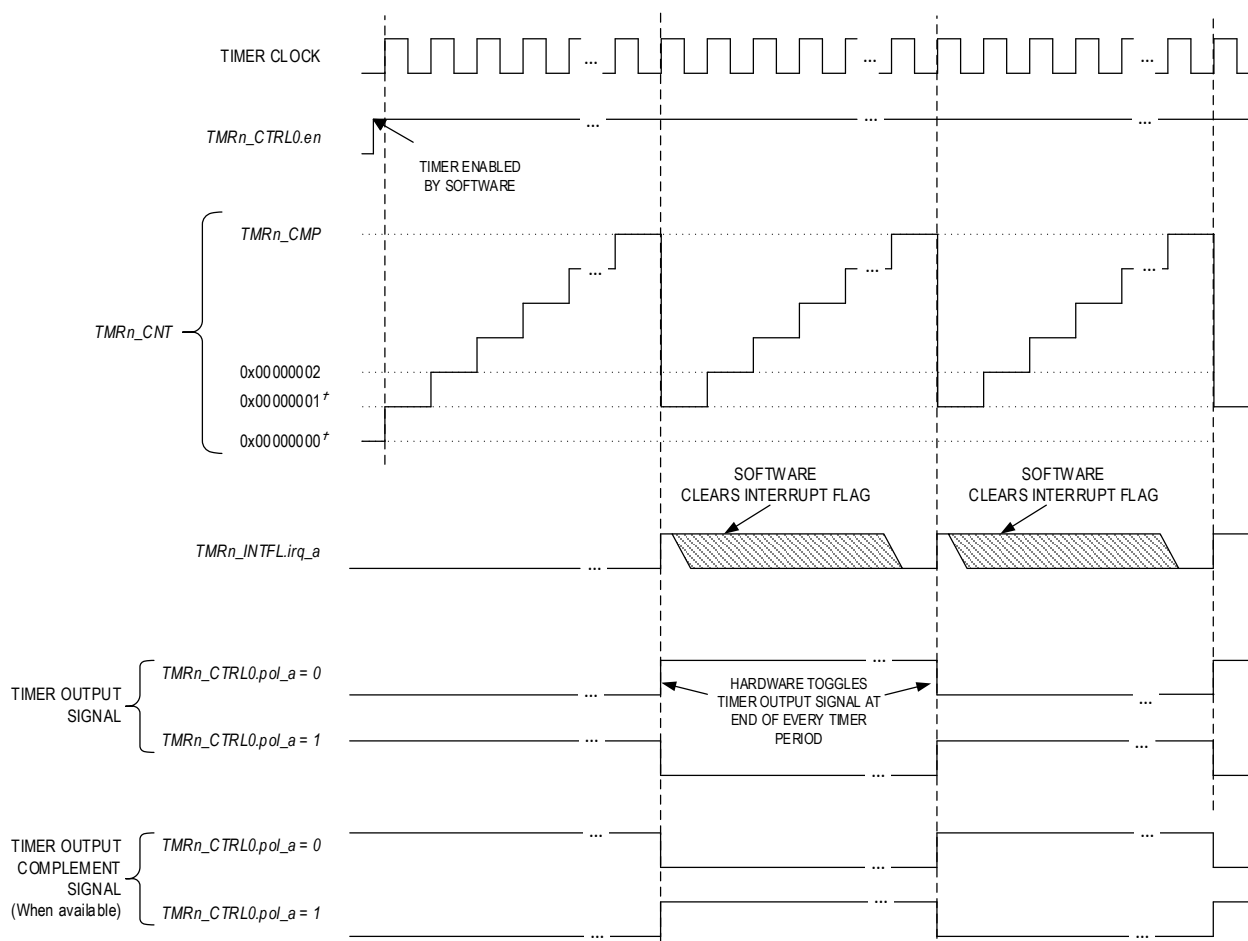 TIMER CLOCK
...
...
...
TMRn_CTRL0.en
...
...
...
TIMER ENABLED
BY SOFTWARE
TMRn_CMP
...
...
...
TMRn_CNT
0x00000002
0x00000001†
0x00000000†
SOFTWARE
CLEARS INTERRUPT FLAG
SOFTWARE
CLEARS INTERRUPT FLAG
TMRn_INTFL.irq_a
...
TIMER OUTPUT
SIGNAL
TMRn_CTRL0.pol_a = 0
...
...
...
HARDWARE TOGGLES
TIMER OUTPUT SIGNAL AT
END OF EVERY TIMER
PERIOD
TMRn_CTRL0.pol_a = 1
...
...
...
TIMER OUTPUT
COMPLEMENT
SIGNAL
(When available)
TMRn_CTRL0.pol_a = 0
...
...
...
TMRn_CTRL0.pol_a = 1
...
...
...